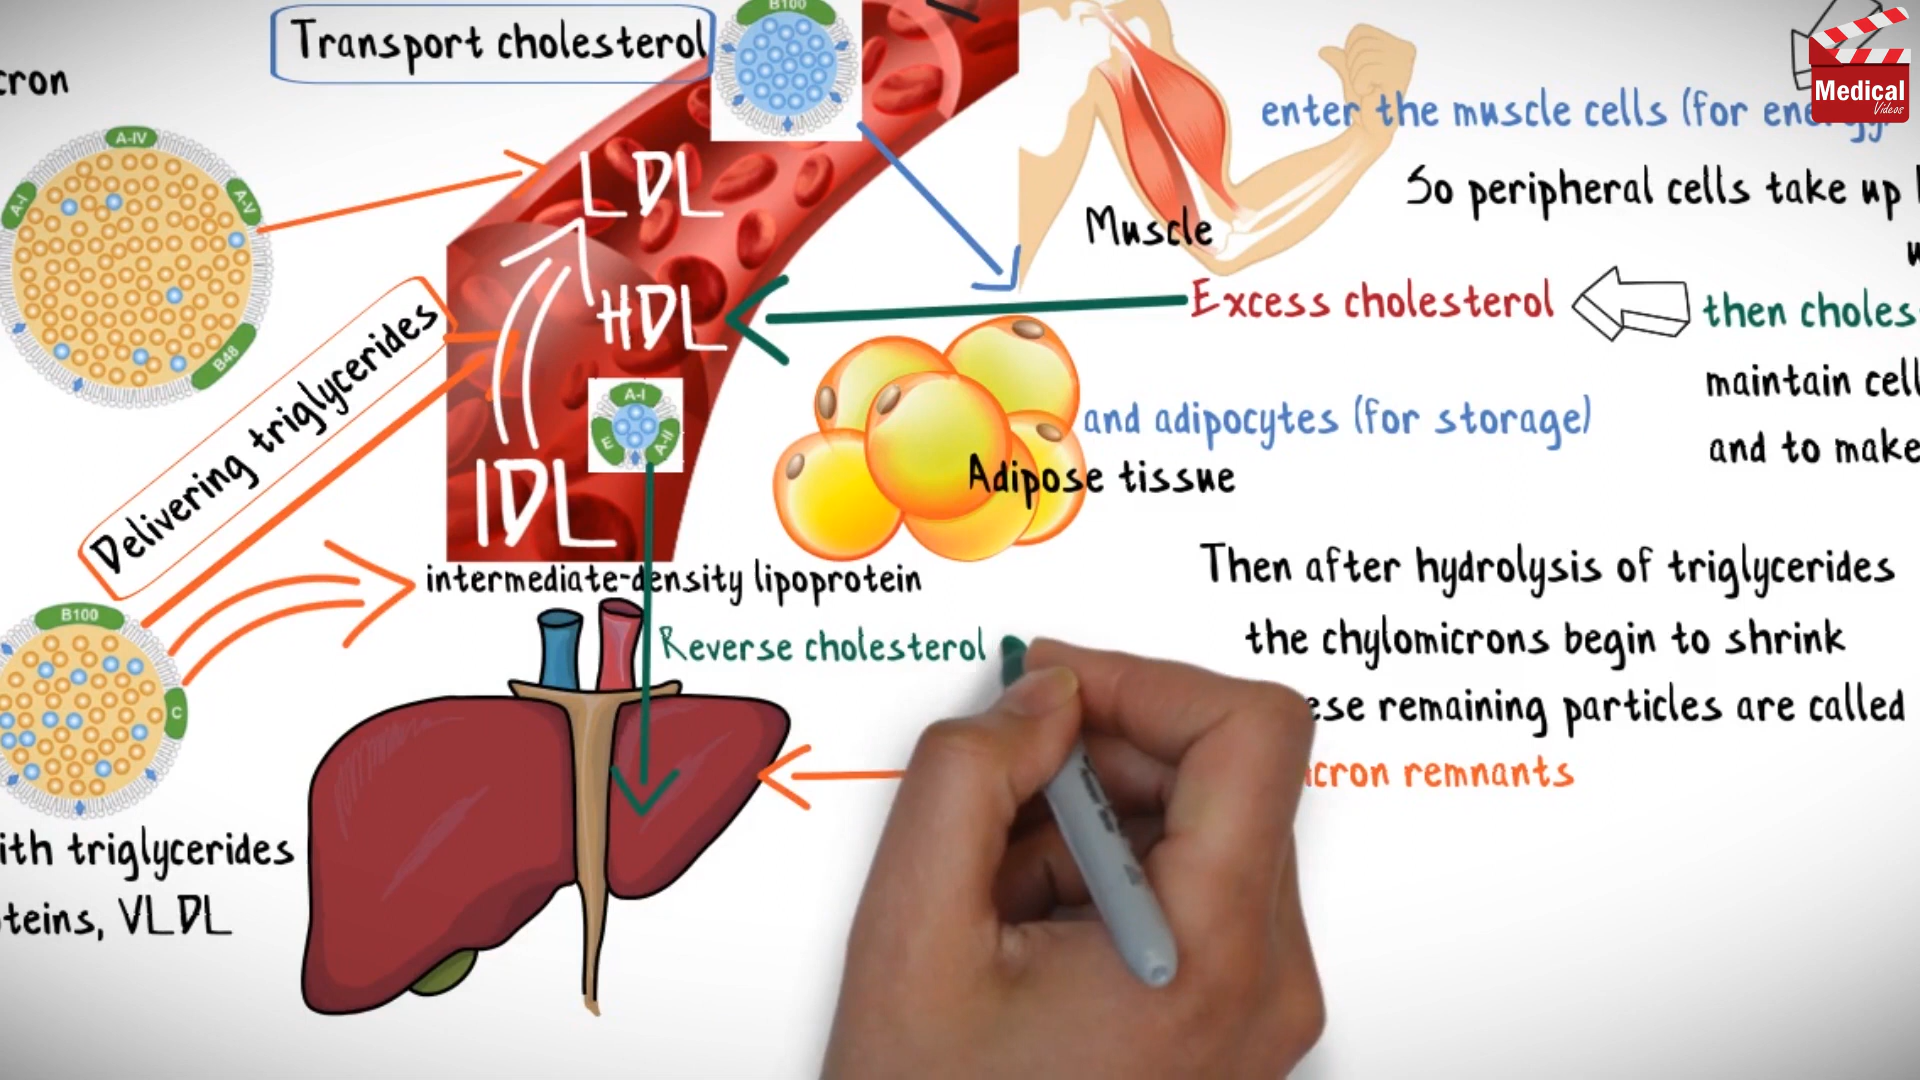 Transport cholesterol
B100
Medical
Videos
cron
A-IV
A-I
A-V
B48
enter the muscle cells (for energy)
So peripheral cells take up
Muscle
LDL
HDL
Excess cholesterol
then choles
maintain cell
and to make
Delivering triglycerides
A-I
E
A-II
IDL
and adipocytes (for storage)
Adipose tissue
intermediate-density lipoprotein
Then after hydrolysis of triglycerides
the chylomicrons begin to shrink
ese remaining particles are called
icron remnants
B100
C
Reverse cholesterol
ith triglycerides
teins, VLDL